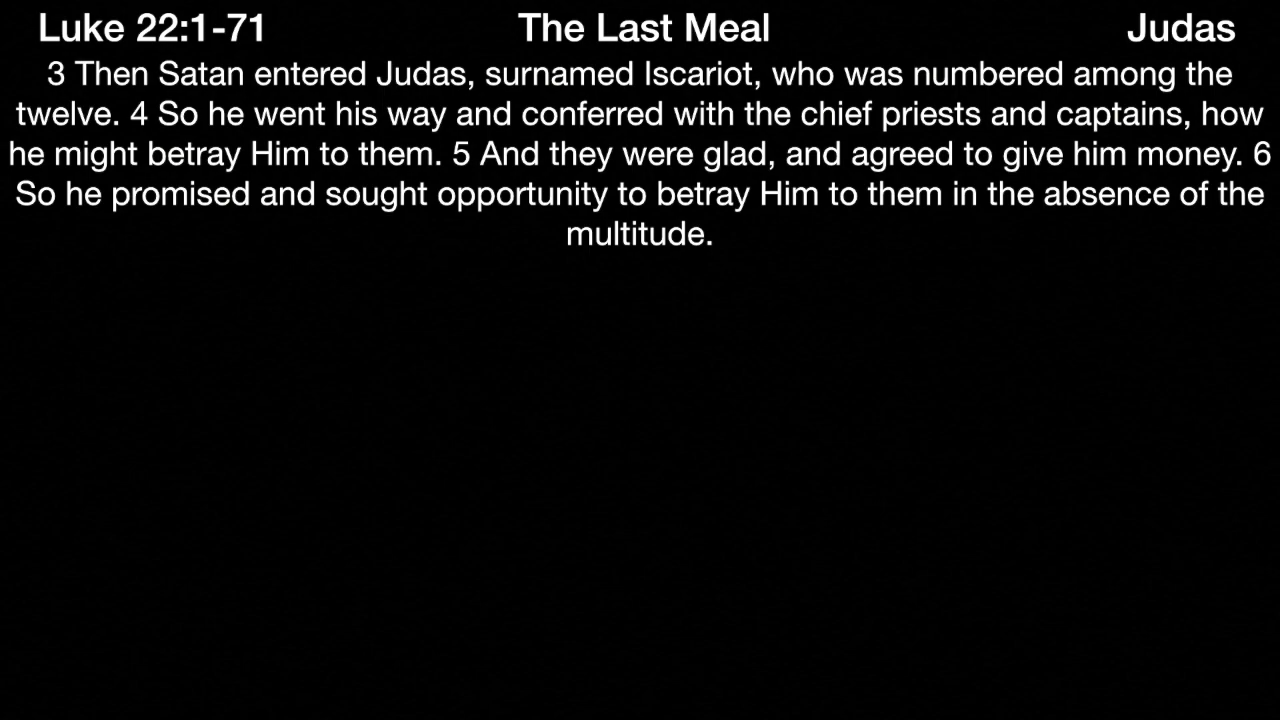 Luke 22:1-71 The Last Meal Judas
3 Then Satan entered Judas, surnamed Iscariot, who was numbered among the
twelve. 4 So he went his way and conferred with the chief priests and captains, how
he might betray Him to them. 5 And they were glad, and agreed to give him money. 6
So he promised and sought opportunity to betray Him to them in the absence of the
multitude.